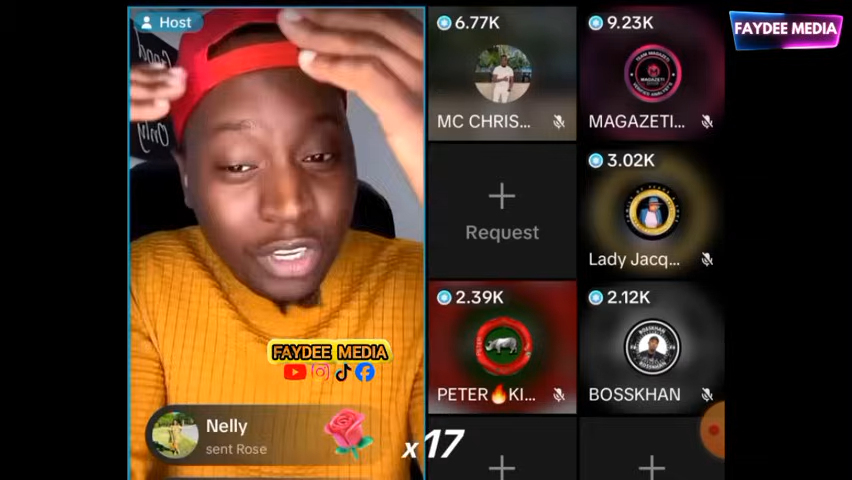 Host
6.77K
9.23K
FAYDEE MEDIA
MC CHRIS...
MAGAZETI...
3.02K
Request
Lady Jacq...
2.39K
2.12K
FAYDEE MEDIA
PETER🔥KI...
BOSSKHAN
Nelly
sent Rose
x17